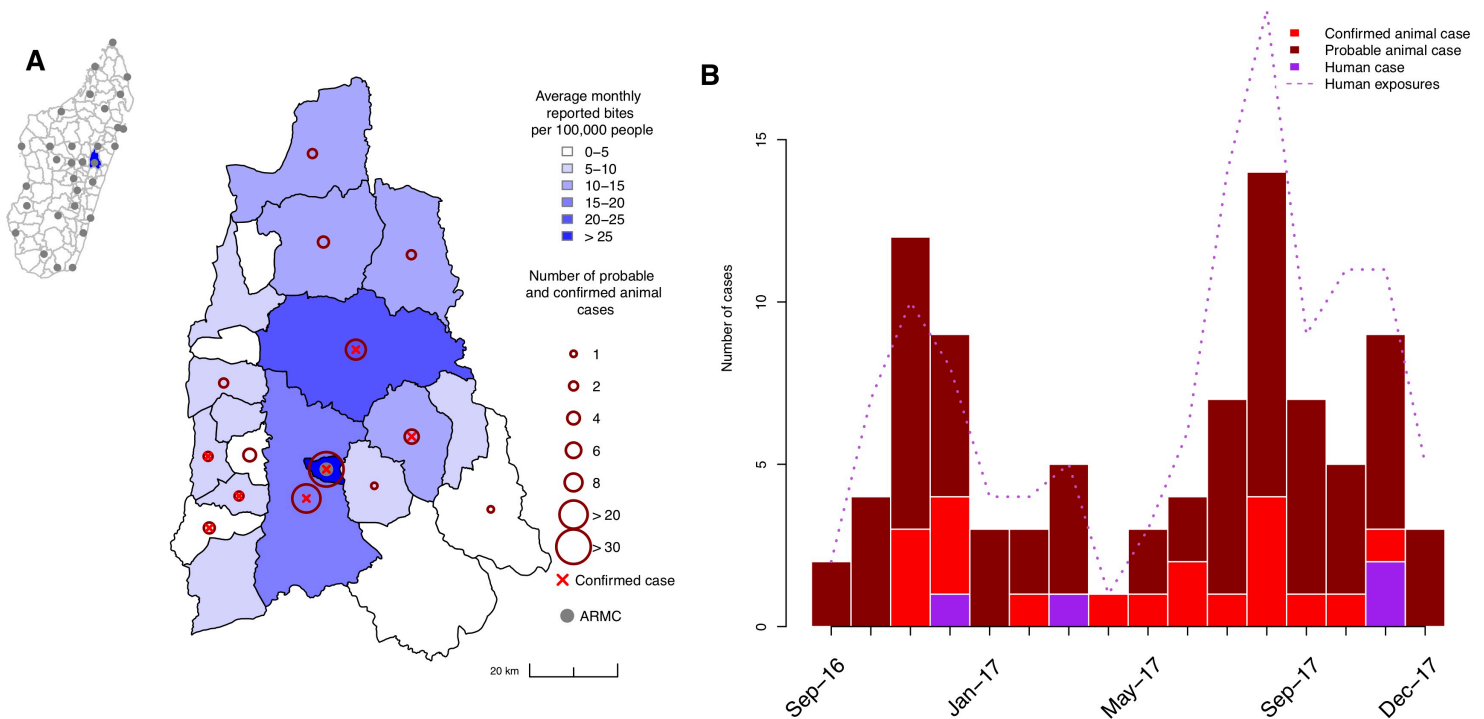 A
Average monthly
reported bites
per 100,000 people
0−5
5−10
10−15
15−20
20−25
> 25
Number of probable
and confirmed animal
cases
1
2
4
6
8
> 20
> 30
Confirmed case
ARMC
20 km
B
Confirmed animal case
Probable animal case
Human case
Human exposures
Number of cases
15
10
5
0
Sep−16
Jan−17
May−17
Sep−17
Dec−17